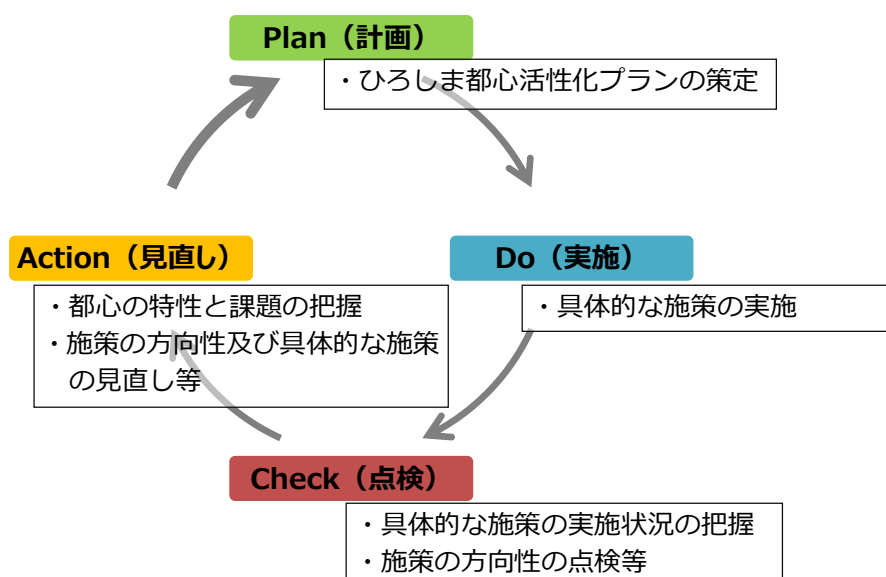 Plan（計画）
・ひろしま都心活性化プランの策定
Action（見直し）
・都心の特性と課題の把握
・施策の方向性及び具体的な施策
の見直し等
Do（実施）
・具体的な施策の実施
Check（点検）
・具体的な施策の実施状況の把握
・施策の方向性の点検等